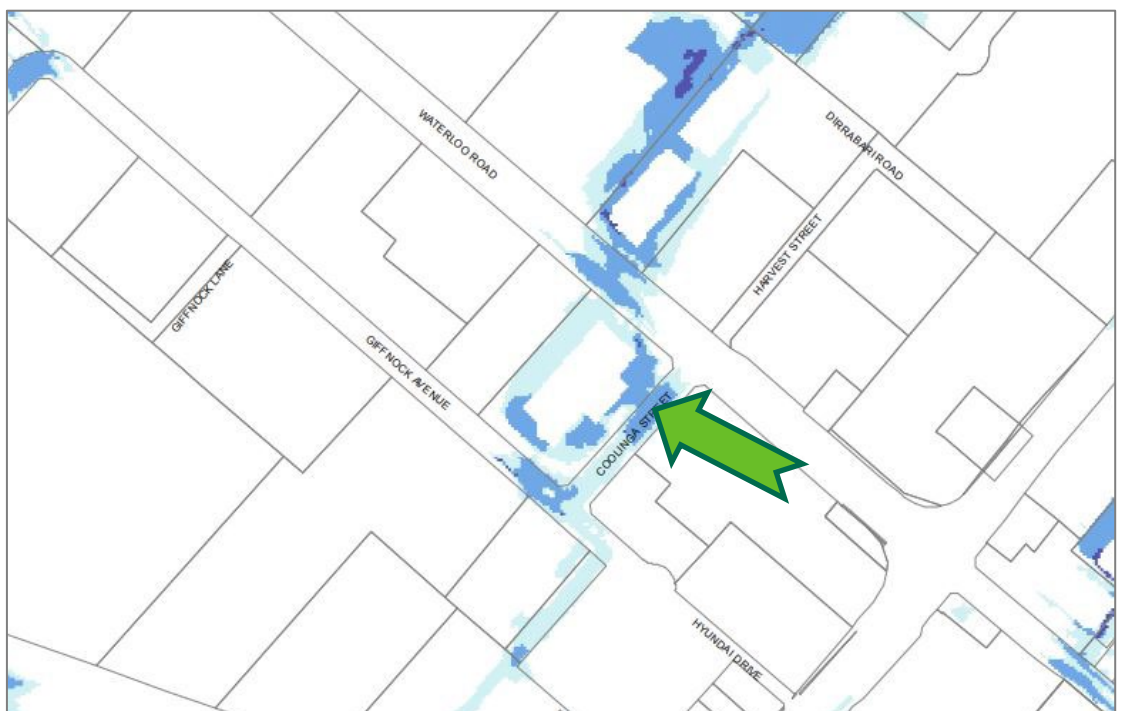 WATERLOO ROAD
DIRRABARI ROAD
HARVEST STREET
GIFFNOCK LANE
GIFFNOCK AVENUE
COOLINGA STREET
HYUNDAI DRIVE